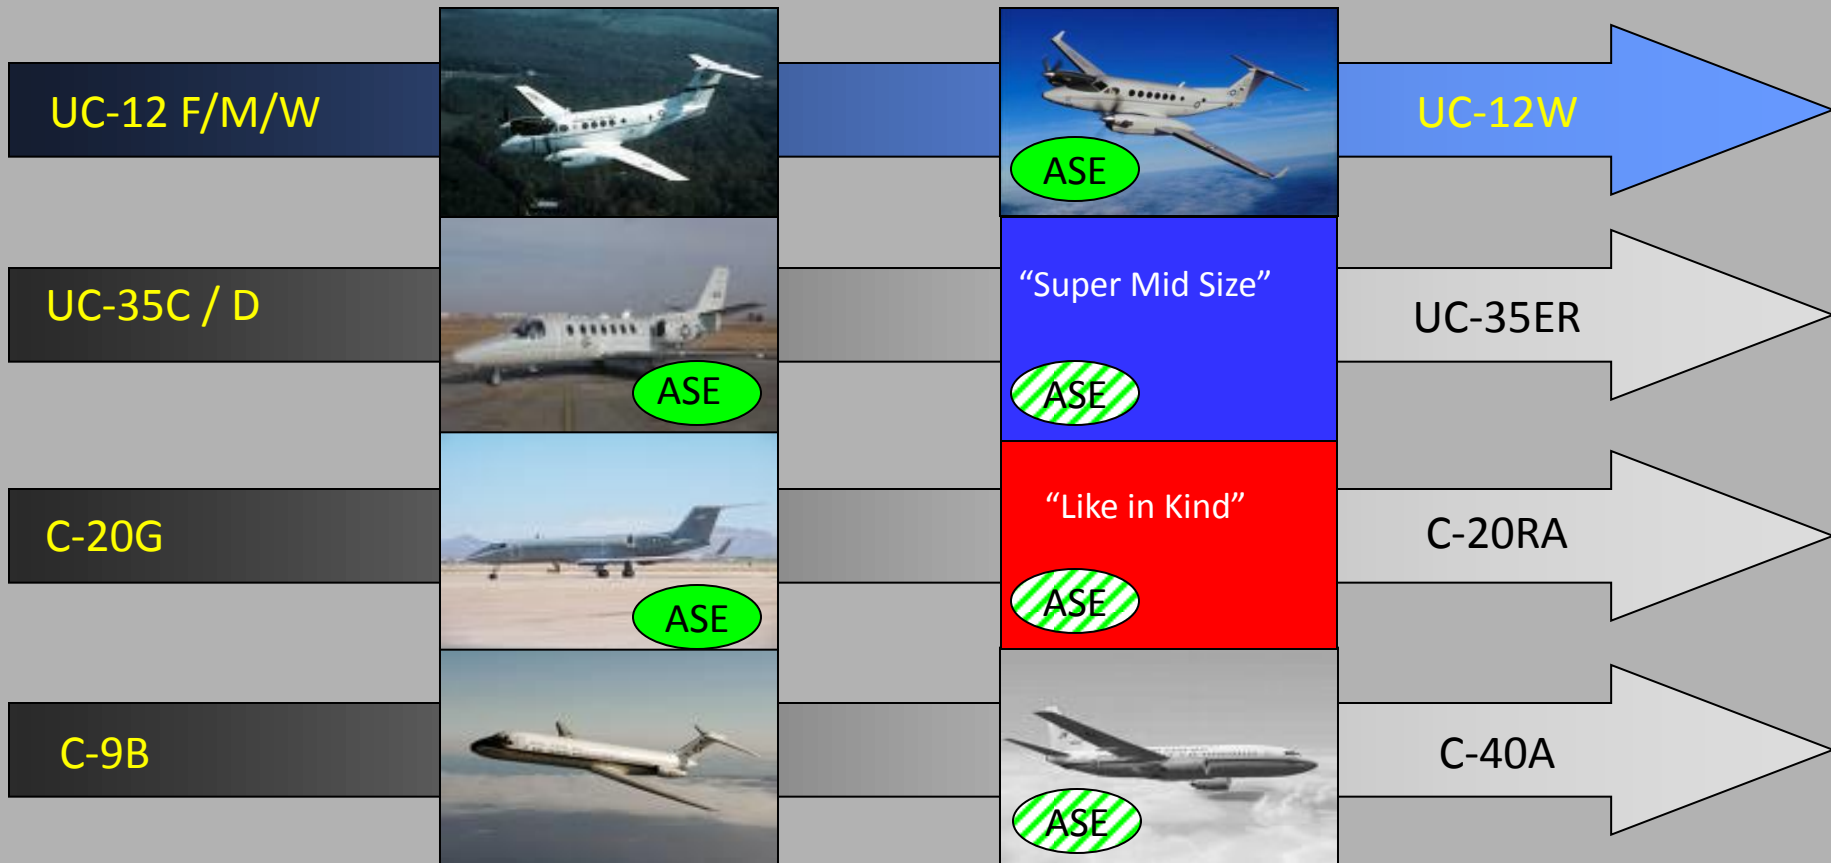 UC-12 F/M/W
ASE
UC-12W
UC-35C / D
ASE
“Super Mid Size”
ASE
UC-35ER
C-20G
ASE
“Like in Kind”
ASE
C-20RA
C-9B
ASE
C-40A